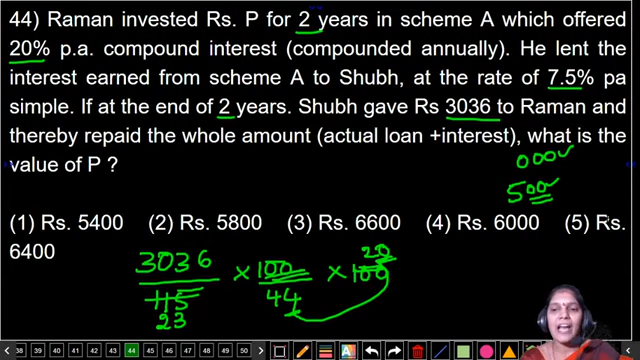 44) Raman invested Rs. P for 2 years in scheme A which offered
20% p.a. compound interest (compounded annually). He lent the
interest earned from scheme A to Shubh, at the rate of 7.5% pa
simple. If at the end of 2 years. Shubh gave Rs 3036 to Raman and
thereby repaid the whole amount (actual loan +interest), what is the
value of P ?
000
500
(1) Rs. 5400 (2) Rs. 5800 (3) Rs. 6600 (4) Rs. 6000 (5) Rs.
6400
20
3036 × 100 × 100
115 44
23
38 39 40 41 42 43 44 45 46 47 48 49 50